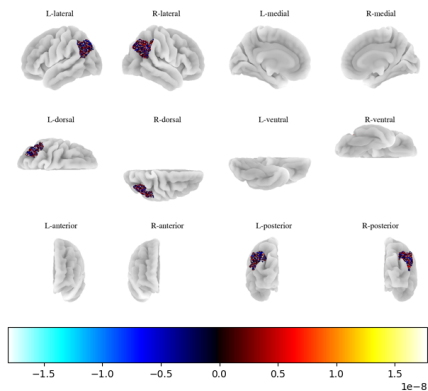 L-lateral R-lateral L-medial R-medial
L-dorsal R-dorsal L-ventral R-ventral
L-anterior R-anterior L-posterior R-posterior
−1.5 −1.0 −0.5 0.0 0.5 1.0 1.5
1e−8